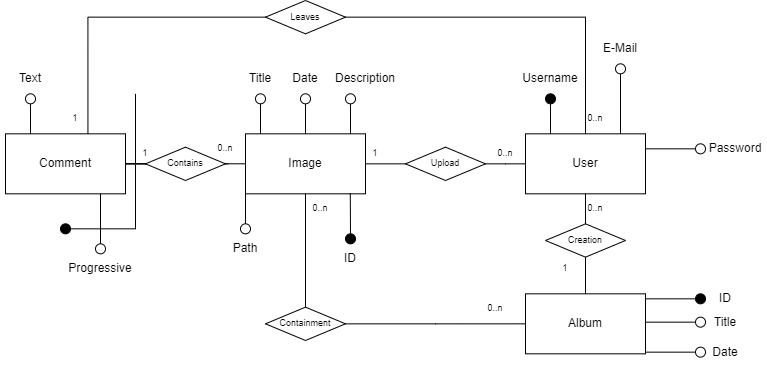 Leaves
E-Mail
Text
Title
Date
Description
Username
1
0..n
Comment
1
Contains
0..n
Image
1
Upload
0..n
User
Password
0..n
0..n
Path
ID
Creation
Progressive
1
ID
0..n
Containment
Album
Title
Date